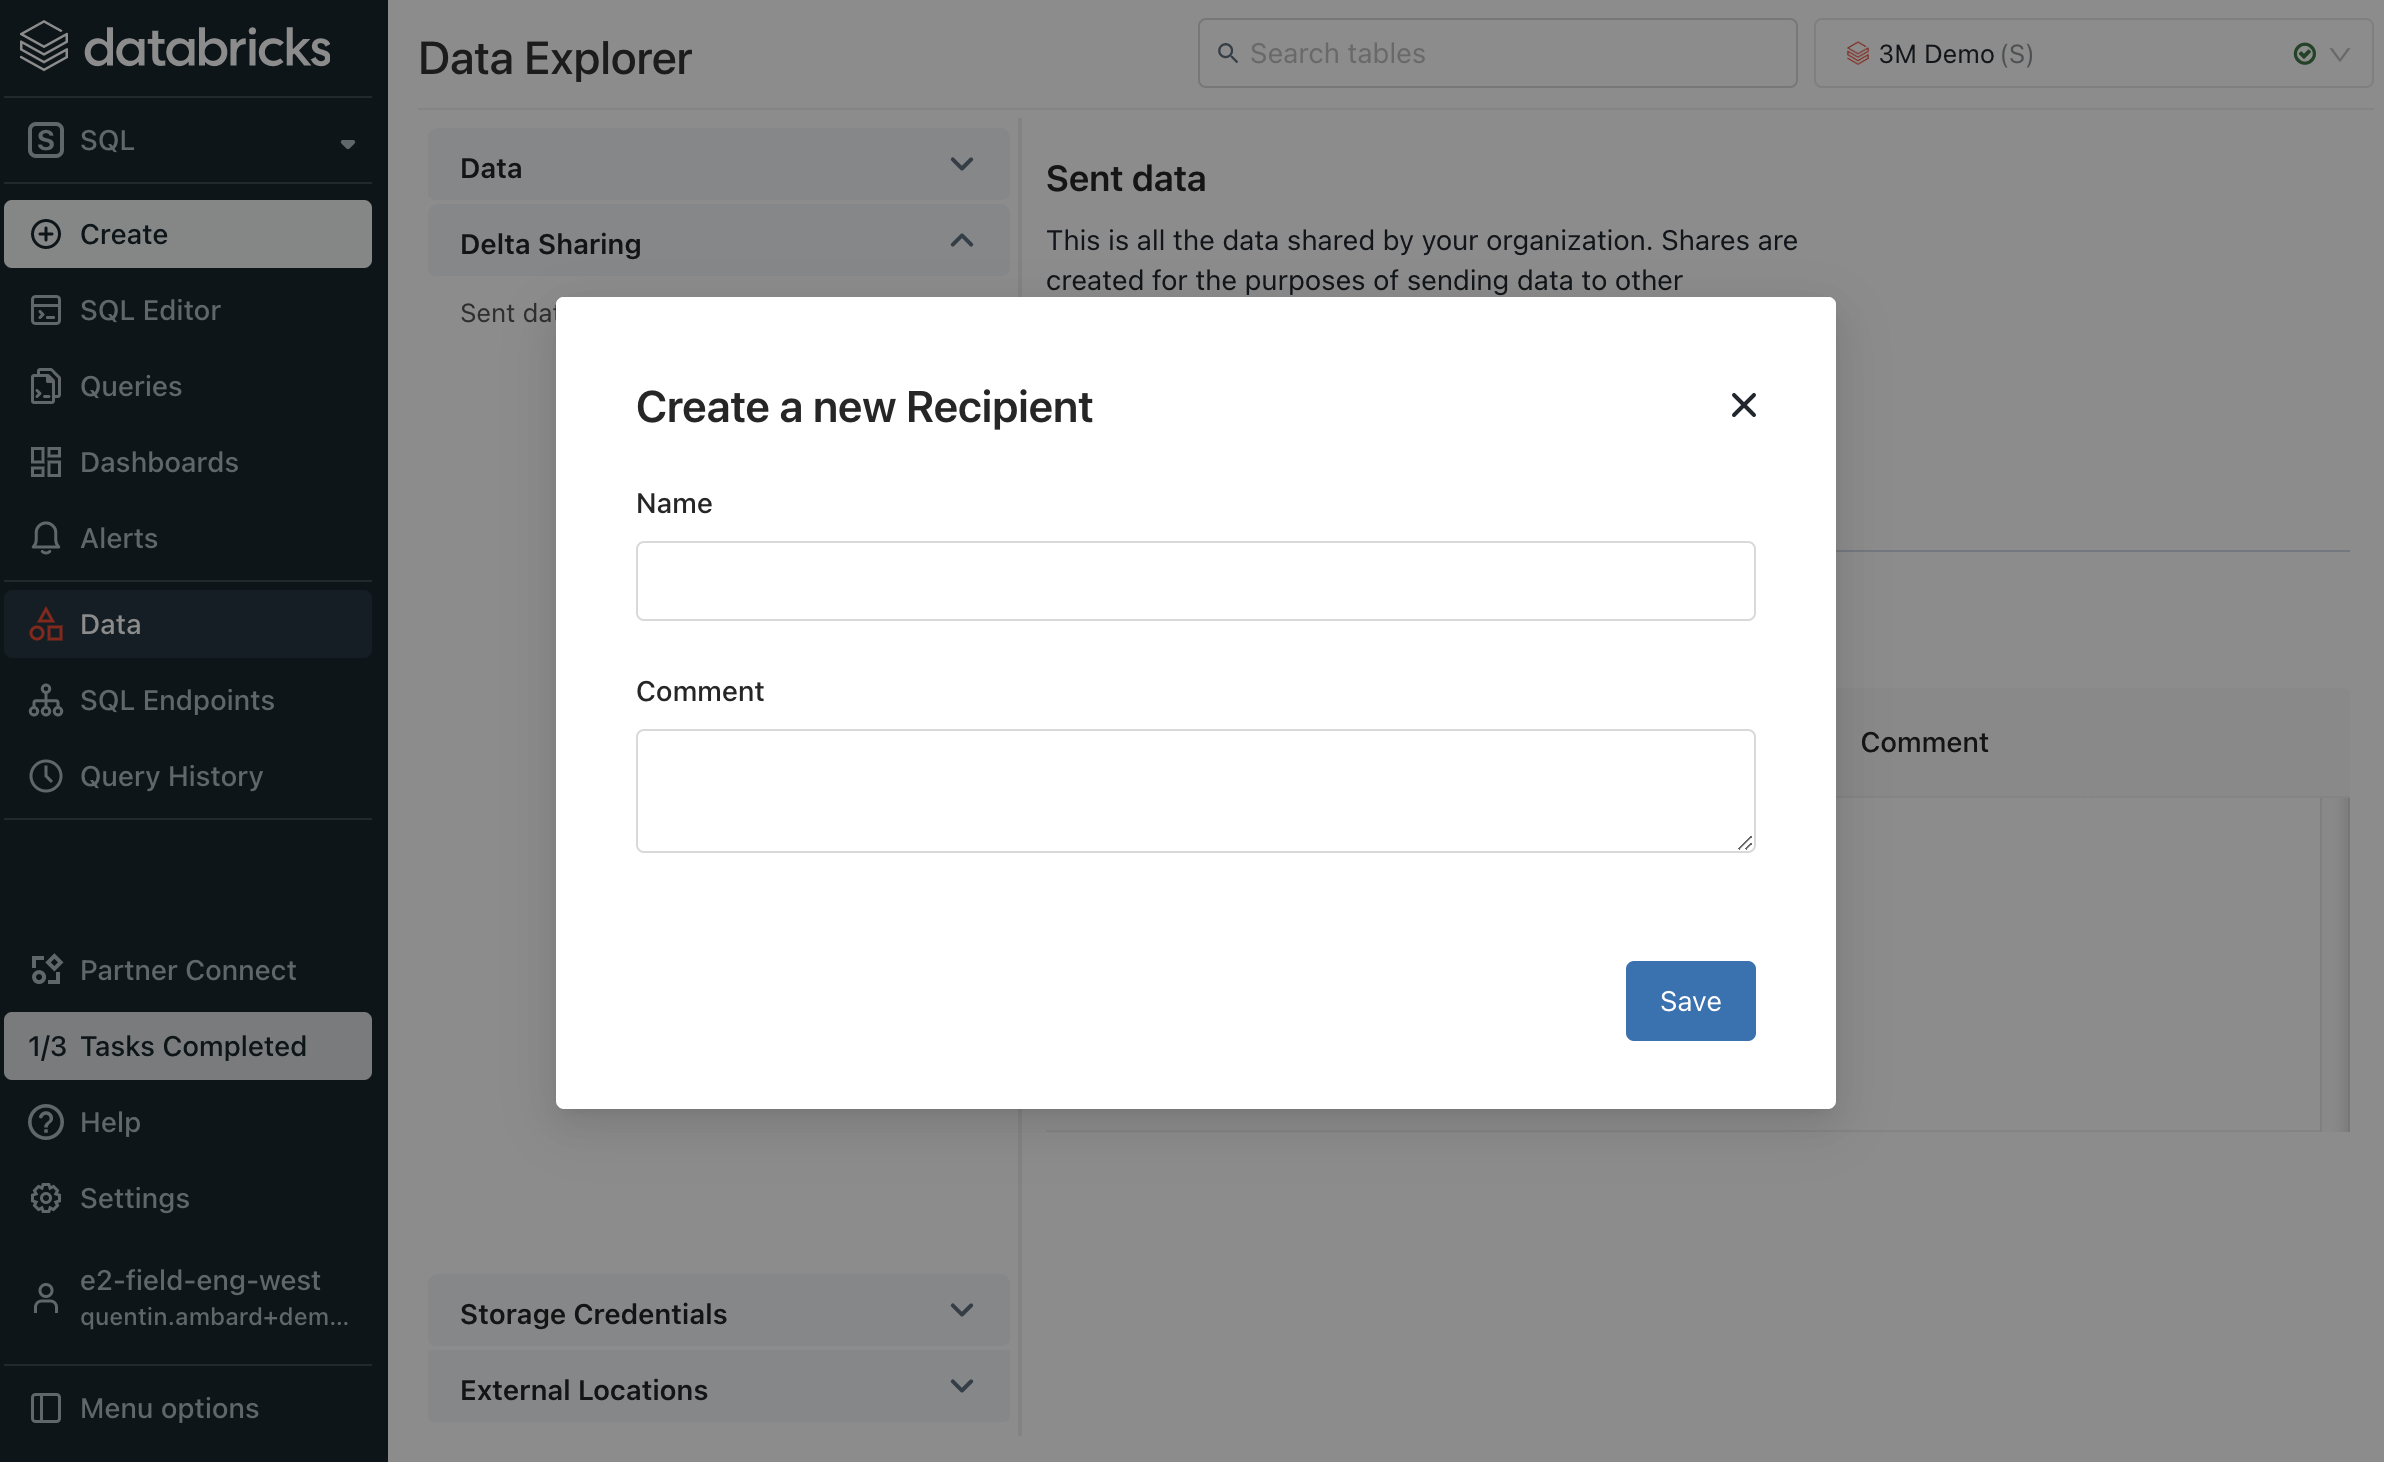 databricks
SQL
Create
SQL Editor
Queries
Dashboards
Alerts
Data
SQL Endpoints
Query History
Partner Connect
1/3 Tasks Completed
Help
Settings
e2-field-eng-west
quentin.ambard+dem...
Menu options
Data Explorer
Search tables
3M Demo (S)
Data
Delta Sharing
Sent dat
Storage Credentials
External Locations
Sent data
This is all the data shared by your organization. Shares are
created for the purposes of sending data to other
Comment
Create a new Recipient
Name
Comment
Save